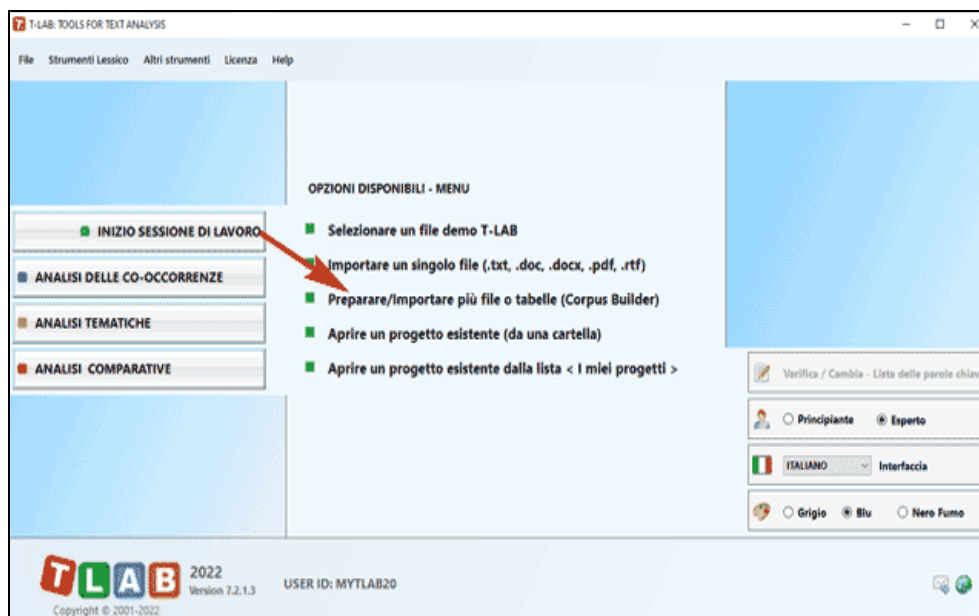 T-LAB: TOOLS FOR TEXT ANALYSIS
File Strumenti Lessico Altri strumenti Licenza Help
OPZIONI DISPONIBILI - MENU
INIZIO SESSIONE DI LAVORO
ANALISI DELLE CO-OCCORRENZE
ANALISI TEMATICHE
ANALISI COMPARATIVE
Selezionare un file demo T-LAB
Importare un singolo file (.txt, .doc, .docx, .pdf, .rtf)
Preparare/Importare più file o tabelle (Corpus Builder)
Aprire un progetto esistente (da una cartella)
Aprire un progetto esistente dalla lista < I miei progetti >
Verifica / Cambia - Lista delle parole chiav
Principiante Esperto
ITALIANO Interfaccia
Grigio Blu Nero Fumo
TLAB 2022
Version 7.2.1.3
USER ID: MYTLAB20
Copyright © 2001-2022